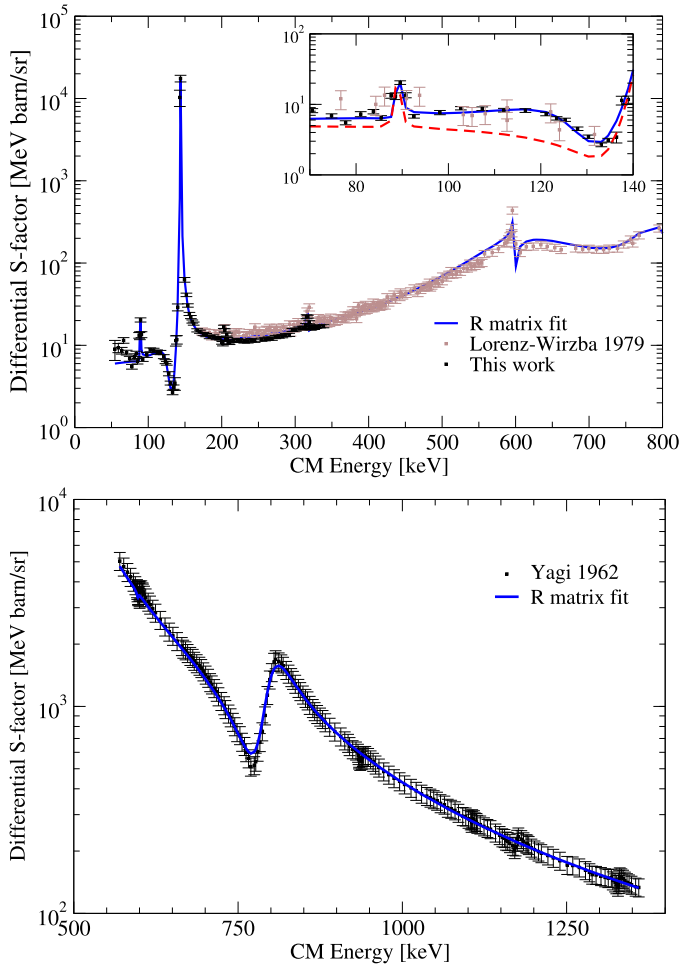 10^5
10^4
10^3
10^2
10^1
10^0
Differential S-factor [MeV barn/sr]
10^2
10^1
10^0
80 100 120 140
R matrix fit
Lorenz-Wirzba 1979
This work
0 100 200 300 400 500 600 700 800
CM Energy [keV]
10^4
10^3
10^2
Differential S-factor [MeV barn/sr]
Yagi 1962
R matrix fit
500 750 1000 1250
CM Energy [keV]